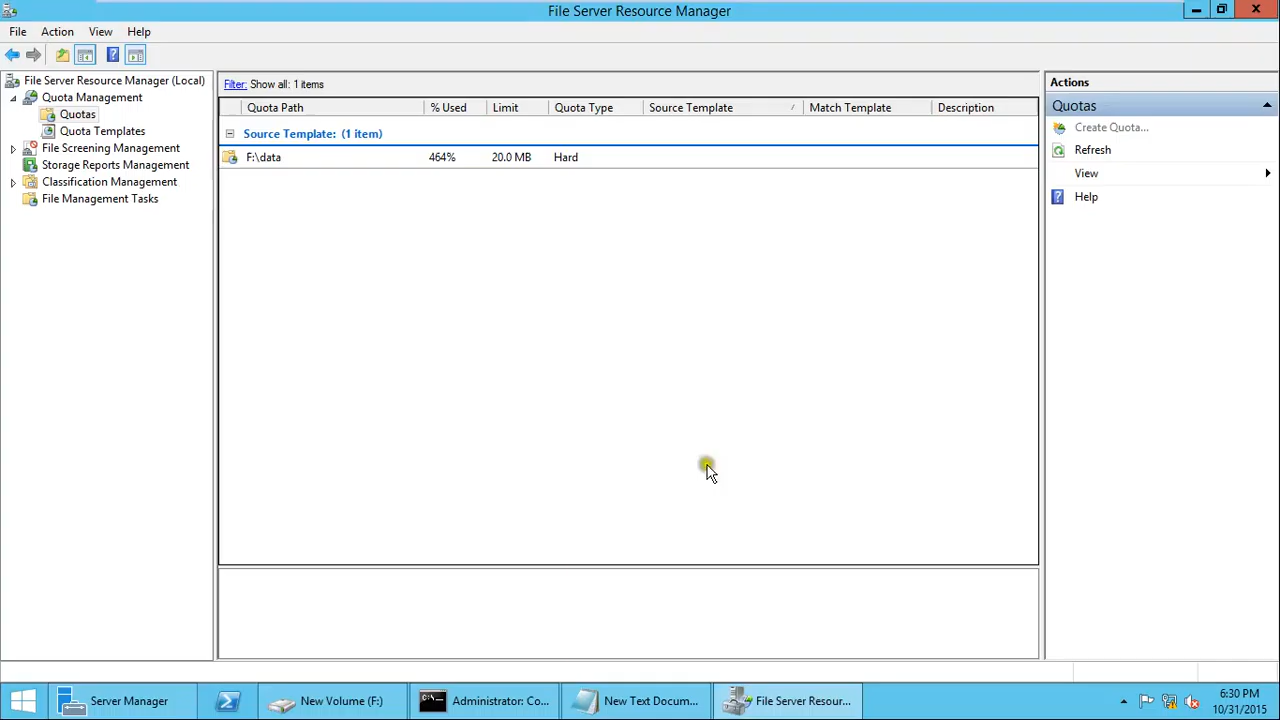 File Server Resource Manager
File Action View Help
File Server Resource Manager (Local)
Quota Management
Quotas
Quota Templates
File Screening Management
Storage Reports Management
Classification Management
File Management Tasks
Filter: Show all: 1 items
Quota Path % Used Limit Quota Type Source Template / Match Template Description
Source Template: (1 item)
F:\data 464% 20.0 MB Hard
Actions
Quotas
Create Quota...
Refresh
View
Help
Server Manager
New Volume (F:)
Administrator: Co...
New Text Docum...
File Server Resour...
6:30 PM
10/31/2015